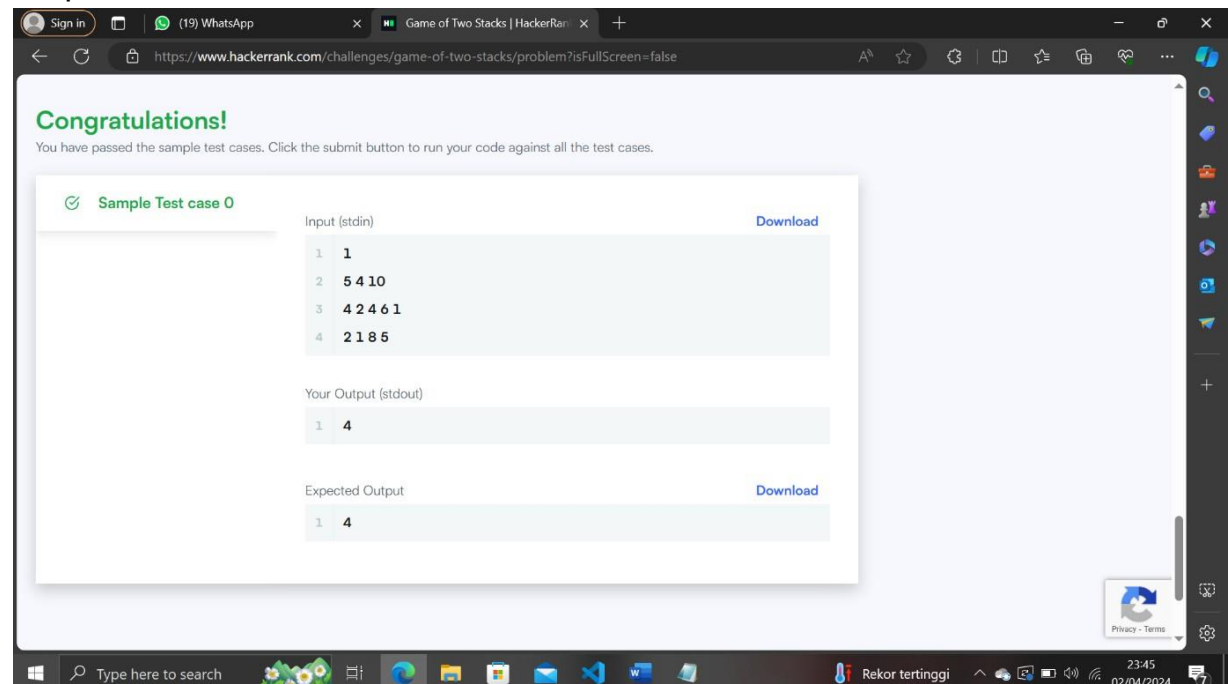 Sign in
(19) WhatsApp
Game of Two Stacks | HackerRan
https://www.hackerrank.com/challenges/game-of-two-stacks/problem?isFullScreen=false
Congratulations!
You have passed the sample test cases. Click the submit button to run your code against all the test cases.
Sample Test case 0
Input (stdin) Download
1 1
2 5 4 10
3 4 2 4 6 1
4 2 1 8 5
Your Output (stdout)
1 4
Expected Output Download
1 4
Privacy - Terms
Type here to search
Rekor tertinggi
23:45
02/04/2024
7